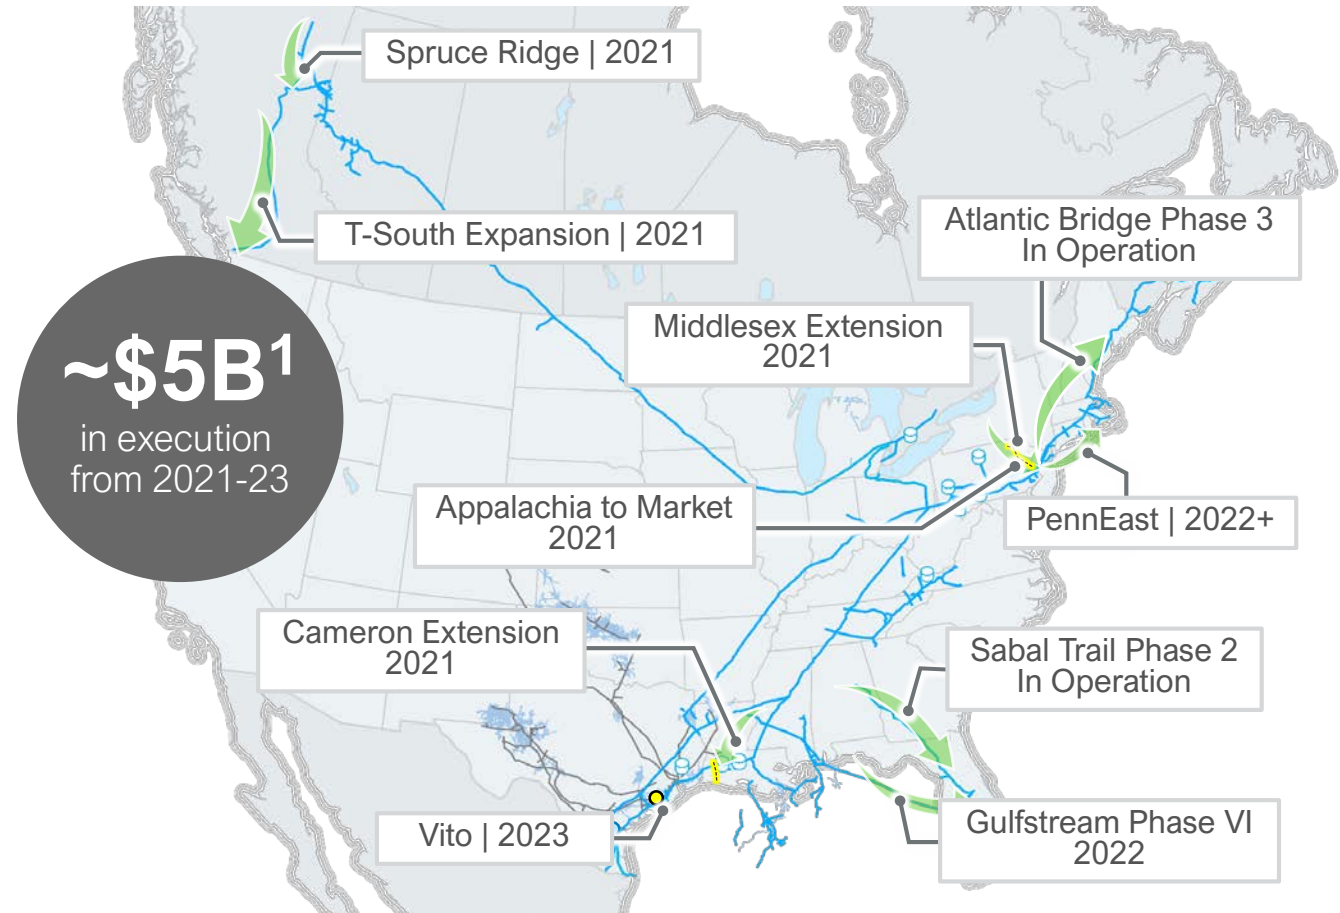 Spruce Ridge | 2021
T-South Expansion | 2021
Atlantic Bridge Phase 3
In Operation
Middlesex Extension
2021
~$5B¹
in execution
from 2021-23
Appalachia to Market
2021
PennEast | 2022+
Cameron Extension
2021
Sabal Trail Phase 2
In Operation
Vito | 2023
Gulfstream Phase VI
2022